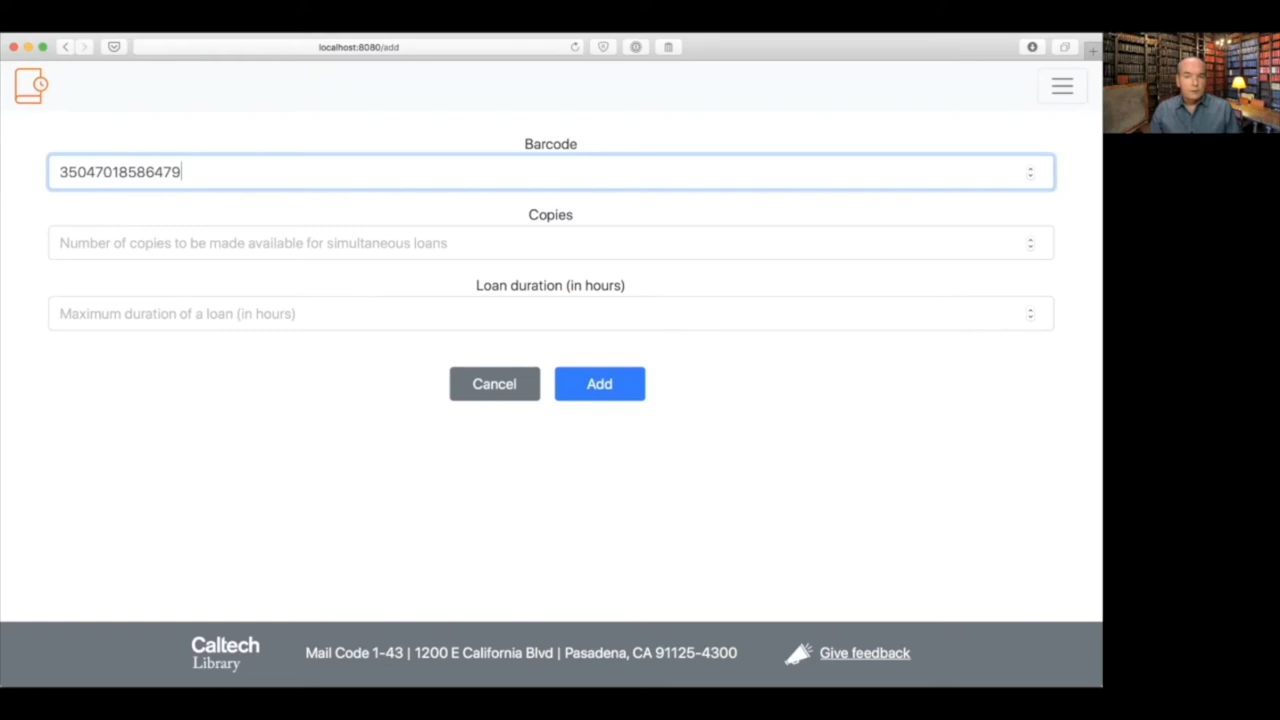 localhost:8080/add
Barcode
35047018586479
Copies
Number of copies to be made available for simultaneous loans
Loan duration (in hours)
Maximum duration of a loan (in hours)
Cancel
Add
Caltech
Library
Mail Code 1-43 | 1200 E California Blvd | Pasadena, CA 91125-4300
Give feedback